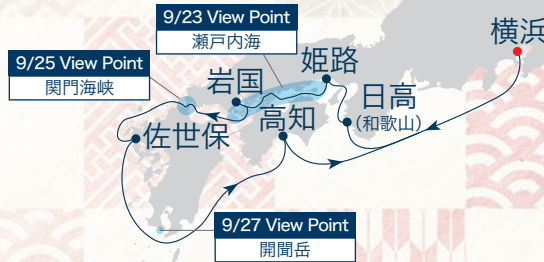 9/23 View Point
瀬戸内海
横浜
9/25 View Point
関門海峡
姫路
岩国
日高
(和歌山)
高知
佐世保
9/27 View Point
開聞岳